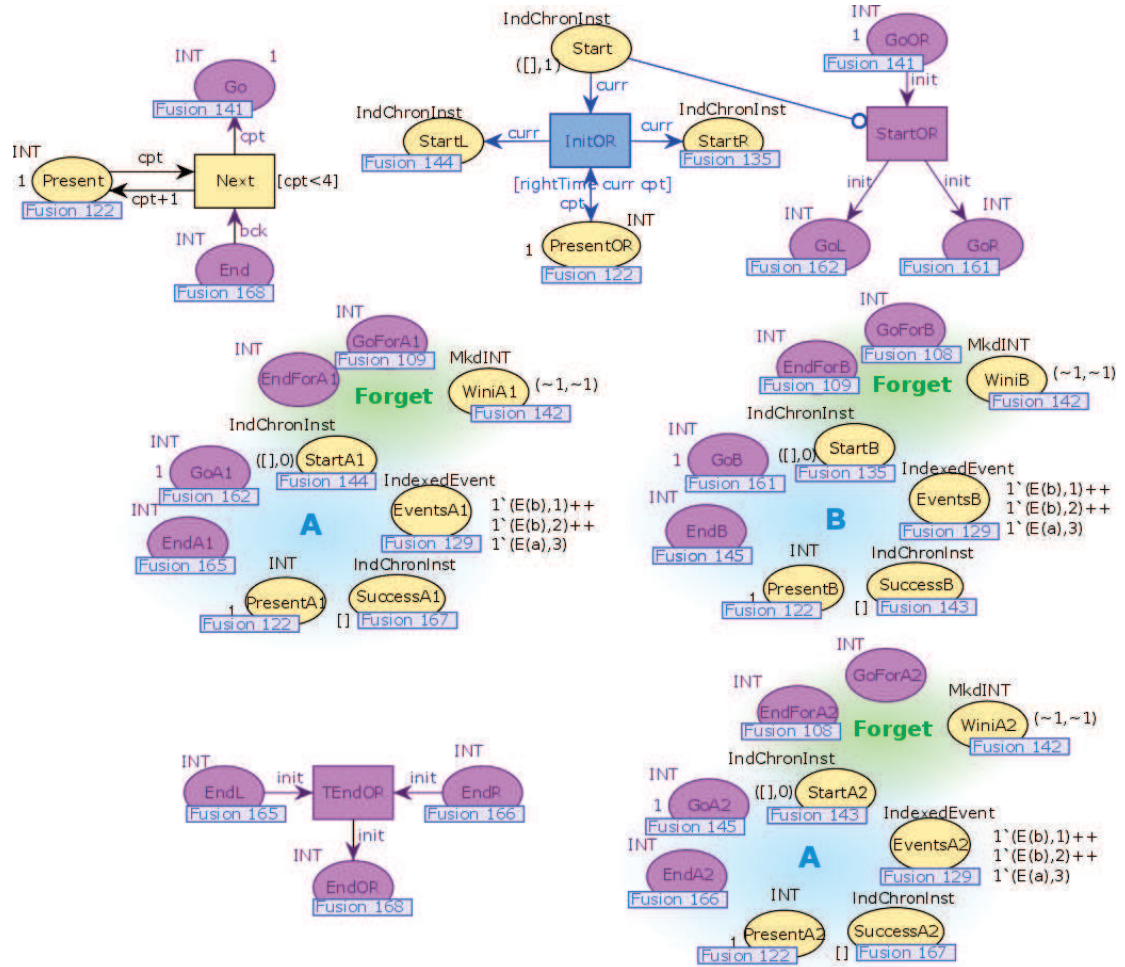 INT 1
Go
Fusion 141
cpt
INT
cpt
1 Present
Next
[cpt<4]
cpt+1
Fusion 122
INT
bck
End
Fusion 168
IndChronInst
Start
([],1)
curr
IndChronInst
StartL
Fusion 144
curr
InitOR
curr
IndChronInst
StartR
Fusion 135
[rightTime curr cpt]
cpt
INT
1 PresentOR
Fusion 122
INT
1
GoOR
Fusion 141
init
StartOR
init
init
INT
GoL
Fusion 162
INT
GoR
Fusion 161
INT
GoForA1
Fusion 109
INT
EndForA1
Forget
MkdINT
WiniA1
(~1,~1)
Fusion 142
IndChronInst
([],0) StartA1
Fusion 144
INT
1 GoA1
Fusion 162
IndexedEvent
EventsA1
Fusion 129
1`(E(b),1)++
1`(E(b),2)++
1`(E(a),3)
A
INT
EndA1
Fusion 165
INT
1 PresentA1
Fusion 122
IndChronInst
SuccessA1
[] Fusion 167
INT
GoForB
Fusion 108
INT
EndForB
Fusion 109
Forget
MkdINT
WiniB
(~1,~1)
Fusion 142
IndChronInst
([],0) StartB
Fusion 135
INT
1 GoB
Fusion 161
IndexedEvent
EventsB
Fusion 129
1`(E(b),1)++
1`(E(b),2)++
1`(E(a),3)
B
INT
EndB
Fusion 145
INT
1 PresentB
Fusion 122
IndChronInst
SuccessB
[] Fusion 143
INT
EndL
Fusion 165
init
TEndOR
init
INT
EndR
Fusion 166
init
INT
EndOR
Fusion 168
INT
GoForA2
INT
EndForA2
Fusion 108
Forget
MkdINT
WiniA2
(~1,~1)
Fusion 142
IndChronInst
([],0) StartA2
Fusion 143
INT
1 GoA2
Fusion 145
IndexedEvent
EventsA2
Fusion 129
1`(E(b),1)++
1`(E(b),2)++
1`(E(a),3)
A
INT
EndA2
Fusion 166
INT
1 PresentA2
Fusion 122
IndChronInst
SuccessA2
[] Fusion 167